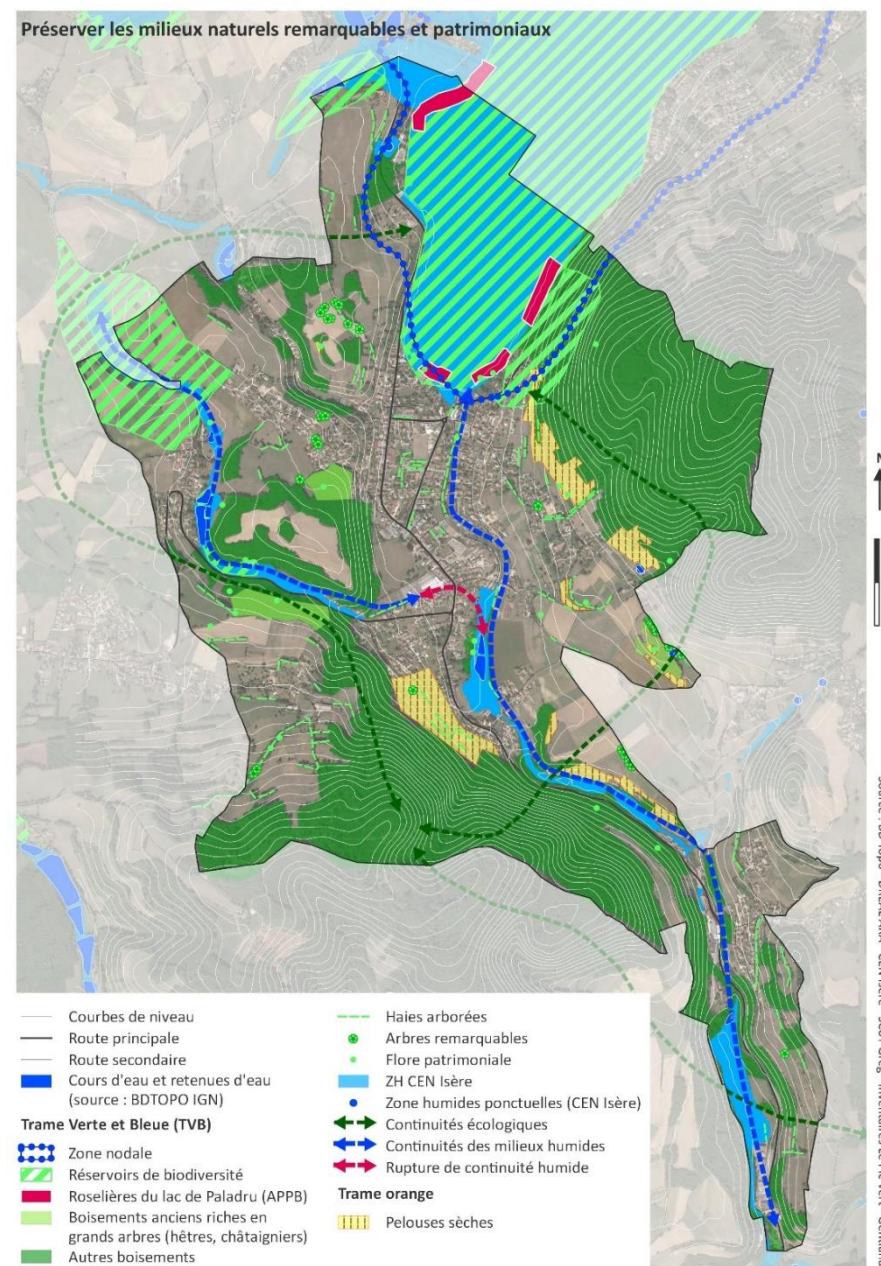 Préserver les milieux naturels remarquables et patrimoniaux
N
Courbes de niveau
Route principale
Route secondaire
Cours d'eau et retenues d'eau
(source : BDTOPO IGN)
Trame Verte et Bleue (TVB)
Zone nodale
Réservoirs de biodiversité
Roselières du lac de Paladru (APPB)
Boisements anciens riches en
grands arbres (hêtres, châtaigniers)
Autres boisements
Haies arborées
Arbres remarquables
Flore patrimoniale
ZH CEN Isère
Zone humides ponctuelles (CEN Isère)
Continuités écologiques
Continuités des milieux humides
Rupture de continuité humide
Trame orange
Pelouses sèches